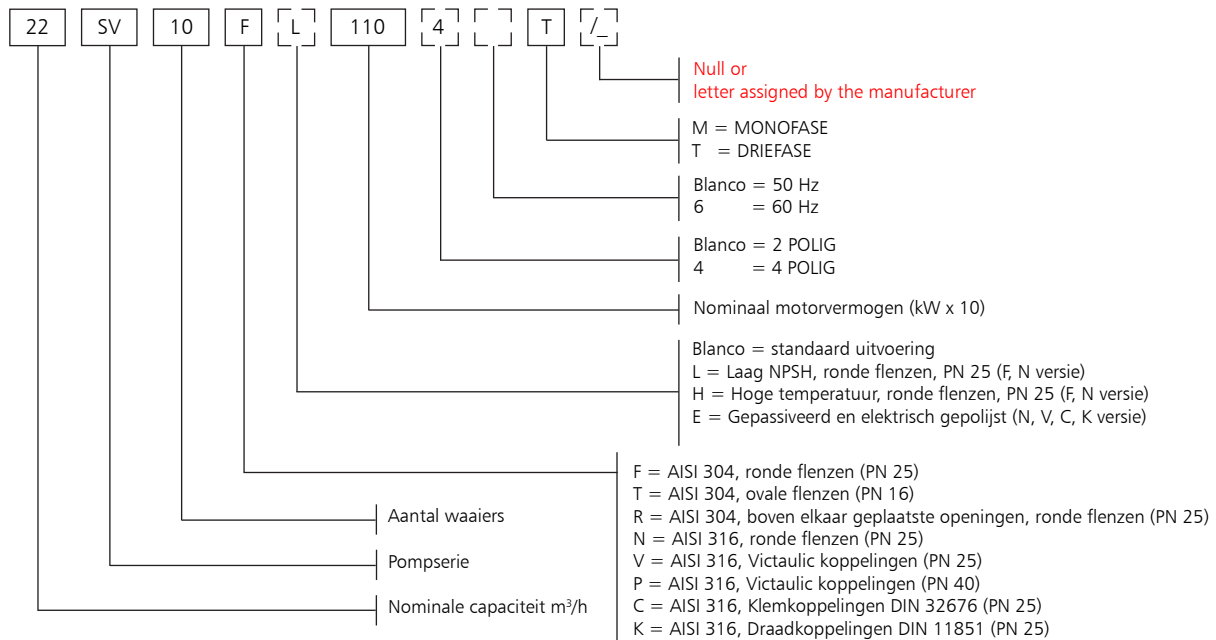 22 SV 10 F L 110 4 T /_
Null or
letter assigned by the manufacturer
M = MONOFASE
T = DRIEFASE
Blanco = 50 Hz
6 = 60 Hz
Blanco = 2 POLIG
4 = 4 POLIG
Nominaal motorvermogen (kW x 10)
Blanco = standaard uitvoering
L = Laag NPSH, ronde flenzen, PN 25 (F, N versie)
H = Hoge temperatuur, ronde flenzen, PN 25 (F, N versie)
E = Gepassiveerd en elektrisch gepolijst (N, V, C, K versie)
F = AISI 304, ronde flenzen (PN 25)
T = AISI 304, ovale flenzen (PN 16)
R = AISI 304, boven elkaar geplaatste openingen, ronde flenzen (PN 25)
N = AISI 316, ronde flenzen (PN 25)
V = AISI 316, Victaulic koppelingen (PN 25)
P = AISI 316, Victaulic koppelingen (PN 40)
C = AISI 316, Klemkoppelingen DIN 32676 (PN 25)
K = AISI 316, Draadkoppelingen DIN 11851 (PN 25)
Aantal waaiers
Pompserie
Nominale capaciteit m³/h